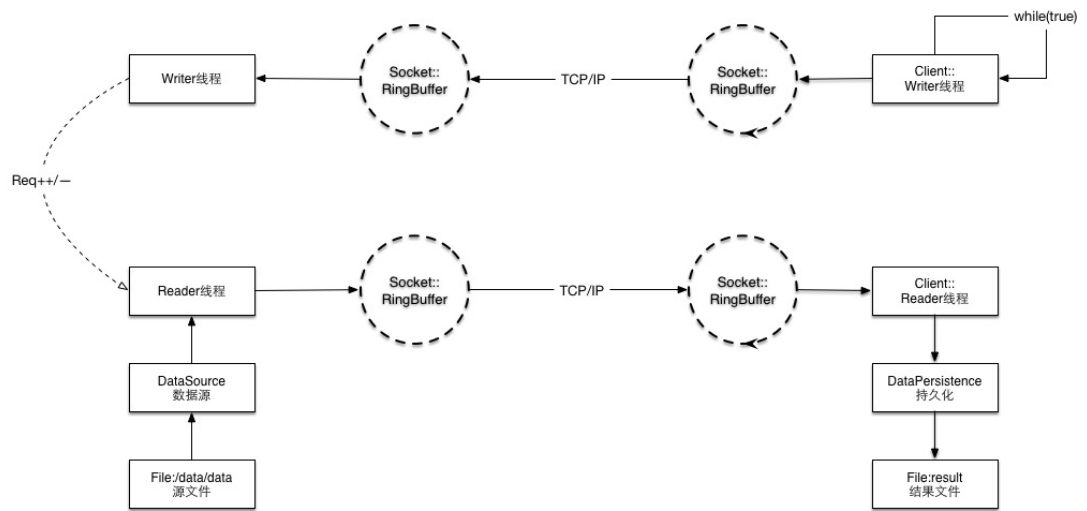 while(true)
Writer线程
Socket::
RingBuffer
TCP/IP
Socket::
RingBuffer
Client::
Writer线程
Req++/—
Reader线程
Socket::
RingBuffer
TCP/IP
Socket::
RingBuffer
Client::
Reader线程
DataSource
数据源
DataPersistence
持久化
File:/data/data
源文件
File:result
结果文件